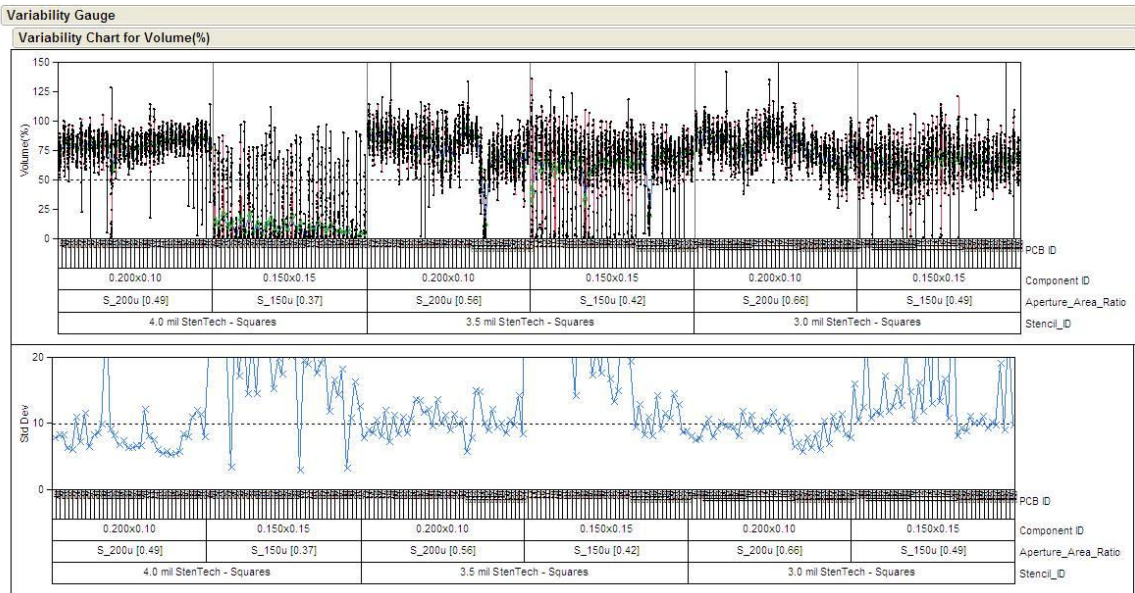 Variability Gauge
Variability Chart for Volume(%)
150
125
100
75
50
25
0
Volume(%)
PCB ID
0.200x0.10 0.150x0.15 0.200x0.10 0.150x0.15 0.200x0.10 0.150x0.15 Component ID
S_200u [0.49] S_150u [0.37] S_200u [0.56] S_150u [0.42] S_200u [0.66] S_150u [0.49] Aperture_Area_Ratio
4.0 mil StenTech - Squares 3.5 mil StenTech - Squares 3.0 mil StenTech - Squares Stencil_ID
20
10
0
Std Dev
PCB ID
0.200x0.10 0.150x0.15 0.200x0.10 0.150x0.15 0.200x0.10 0.150x0.15 Component ID
S_200u [0.49] S_150u [0.37] S_200u [0.56] S_150u [0.42] S_200u [0.66] S_150u [0.49] Aperture_Area_Ratio
4.0 mil StenTech - Squares 3.5 mil StenTech - Squares 3.0 mil StenTech - Squares Stencil_ID